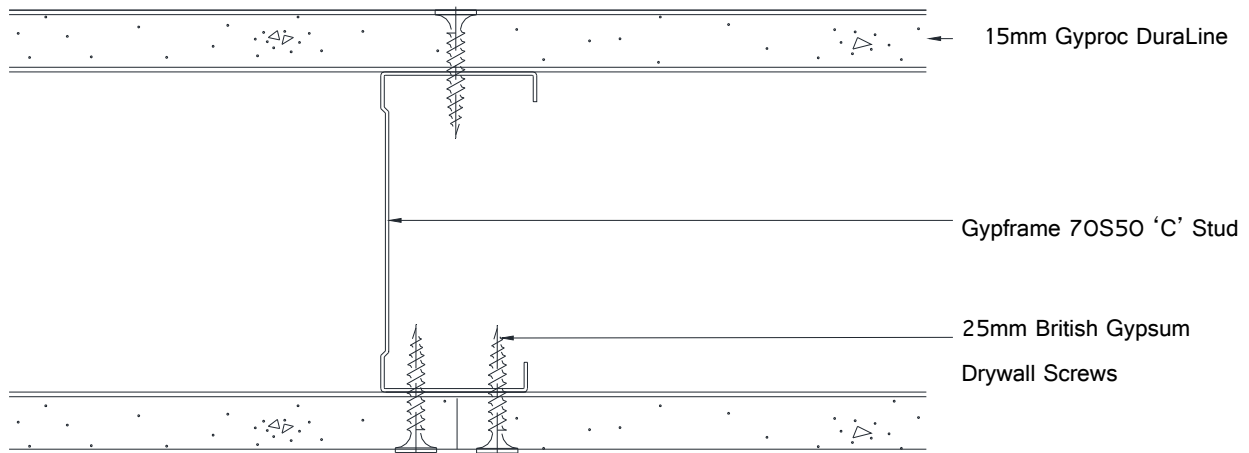 15mm Gyproc DuraLine
Gypframe 70S50 ‘C’ Stud
25mm British Gypsum
Drywall Screws